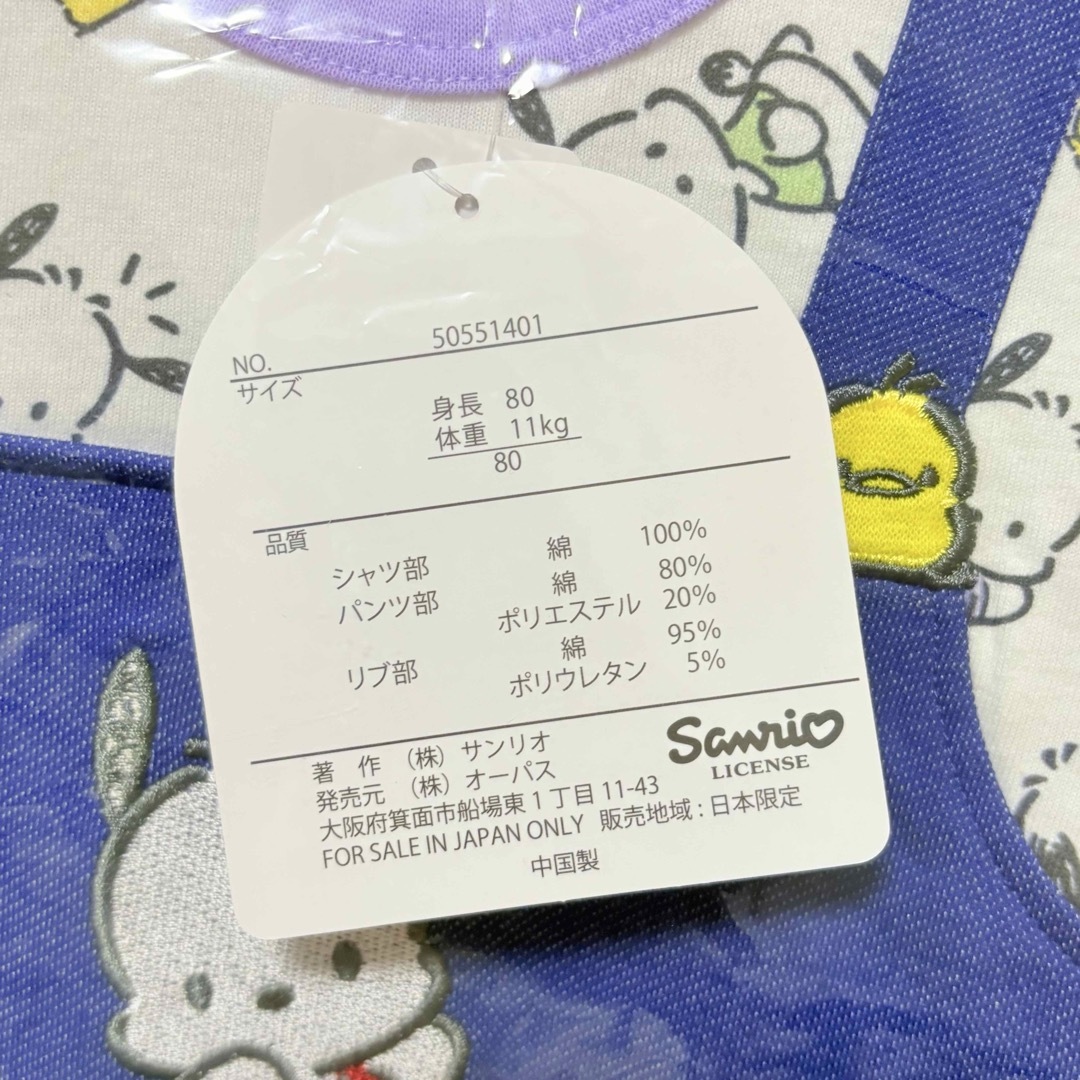 NO. 50551401
サイズ
身長 80
体重 11kg
80
品質
シャツ部 綿 100%
パンツ部 綿 80%
ポリエステル 20%
リブ部 綿 95%
ポリウレタン 5%
著 作 (株) サンリオ
発売元 (株) オーパス
大阪府箕面市船場東1丁目11-43
FOR SALE IN JAPAN ONLY 販売地域:日本限定
中国製
Sanrio
LICENSE